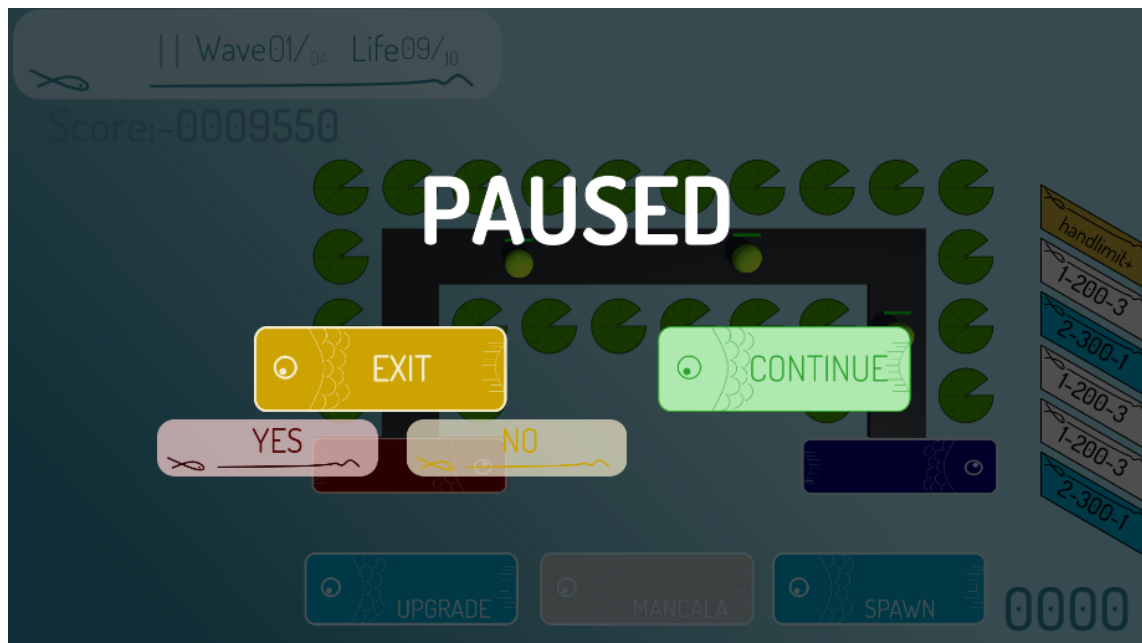 || Wave01/04 Life09/10
Score:-0009550
PAUSED
handlimit+
1-200-3
2-300-1
1-200-3
1-200-3
2-300-1
EXIT
CONTINUE
YES
NO
UPGRADE
MANCALA
SPAWN
0000